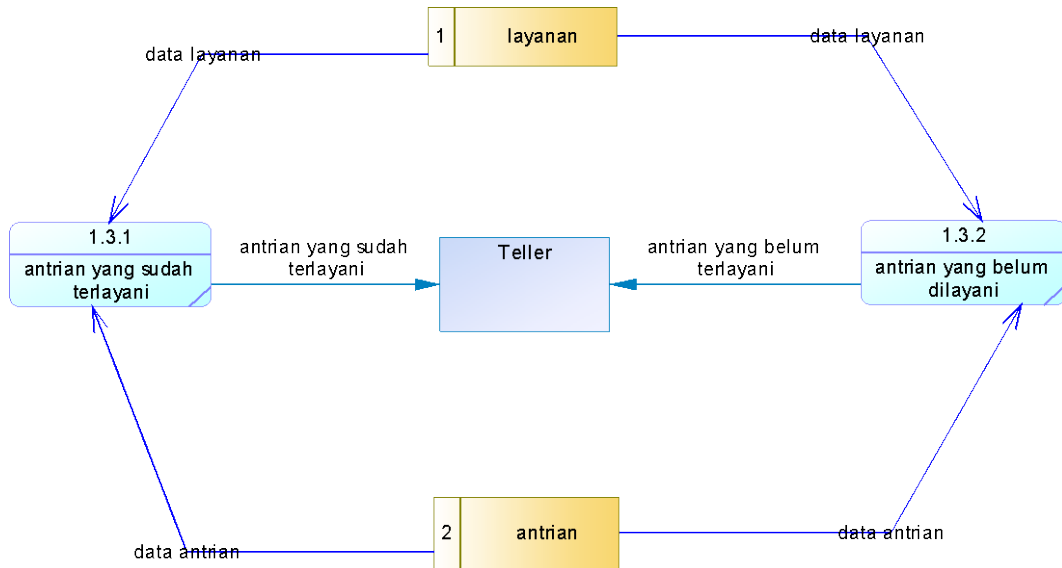 1 layanan
data layanan
data layanan
1.3.1
antrian yang sudah
terlayani
antrian yang sudah
terlayani
Teller
antrian yang belum
terlayani
1.3.2
antrian yang belum
dilayani
2 antrian
data antrian
data antrian